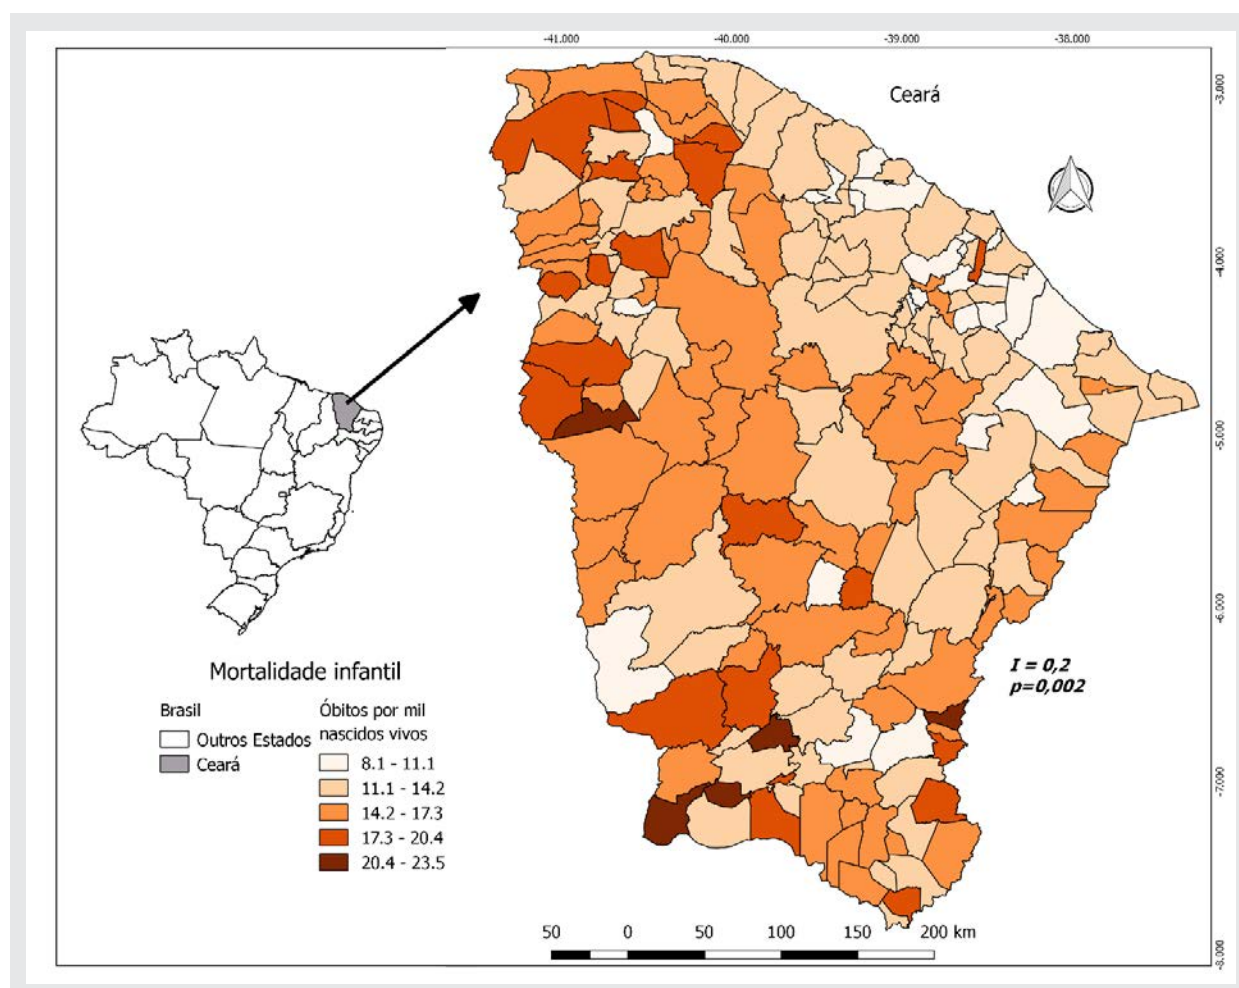 -41.000 -40.000 -39.000 -38.000
Ceará
-3.000
-4.000
-5.000
-6.000
-7.000
-8.000
I = 0,2
p=0,002
Mortalidade infantil
Brasil
Outros Estados
Ceará
Óbitos por mil
nascidos vivos
8.1 - 11.1
11.1 - 14.2
14.2 - 17.3
17.3 - 20.4
20.4 - 23.5
50 0 50 100 150 200 km